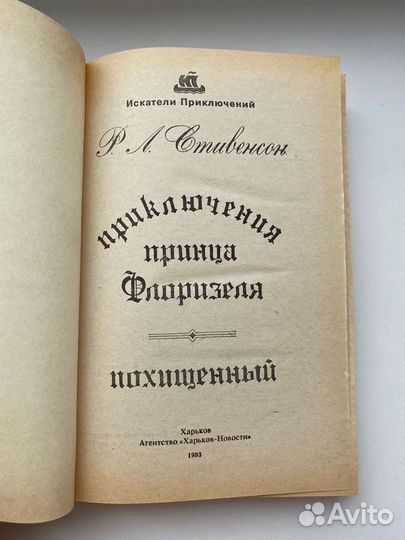 Искатели Приключений
Р. Л. Стивенсон
приключения
принца
Флоризеля
похищенный
Харьков
Агентство «Харьков-Новости»
1993
Avito